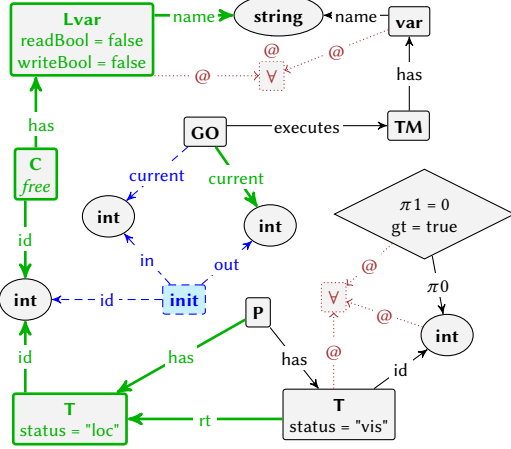 Lvar
readBool = false
writeBool = false
name
string
name
var
@
@
@
∀
has
has
GO
executes
TM
C
free
current
current
int
int
π1 = 0
gt = true
id
in
out
@
π0
int
id
init
∀
@
int
P
id
has
has
@
id
T
status = "loc"
rt
T
status = "vis"